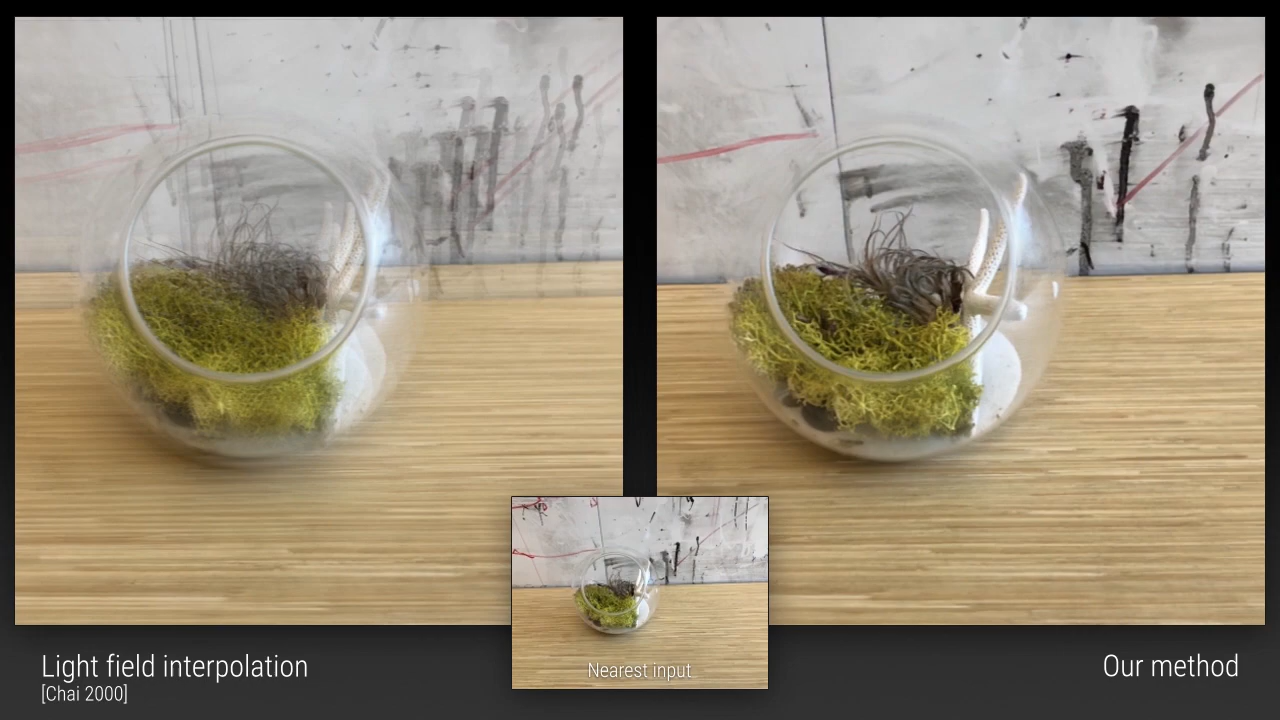 Light field interpolation
[Chai 2000]
Nearest input
Our method